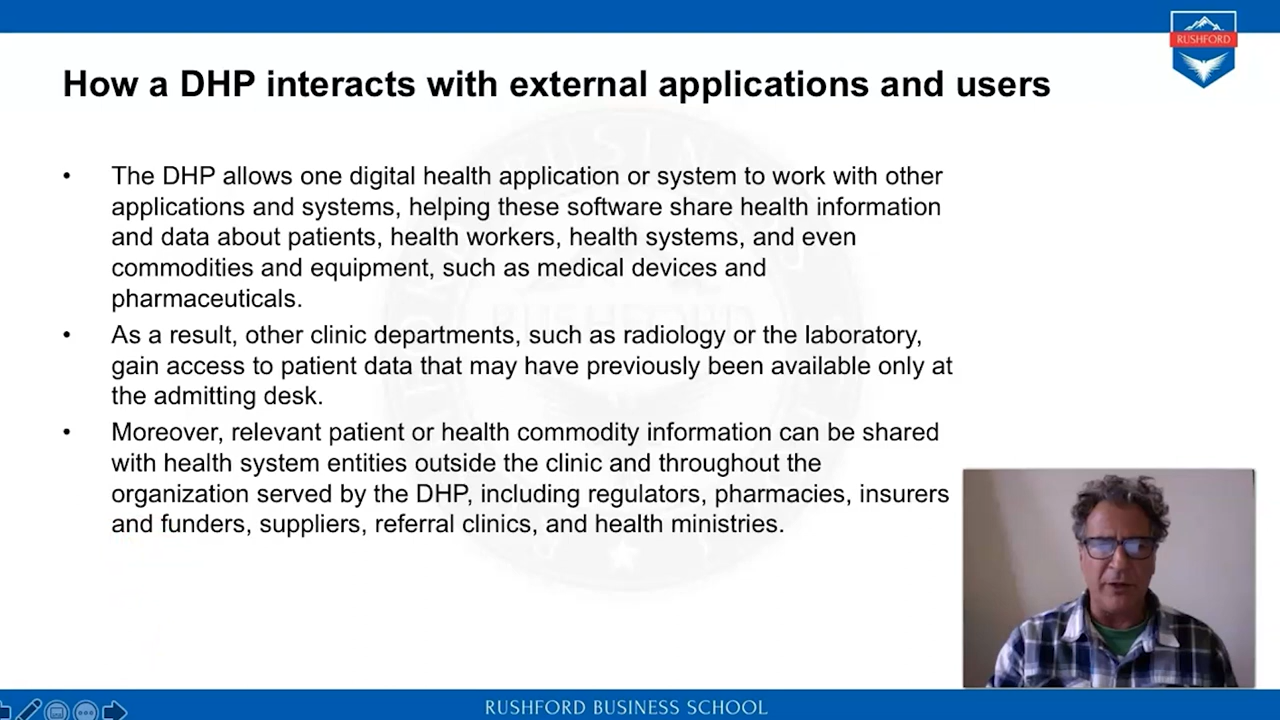 RUSHFORD
How a DHP interacts with external applications and users
• The DHP allows one digital health application or system to work with other
applications and systems, helping these software share health information
and data about patients, health workers, health systems, and even
commodities and equipment, such as medical devices and
pharmaceuticals.
• As a result, other clinic departments, such as radiology or the laboratory,
gain access to patient data that may have previously been available only at
the admitting desk.
• Moreover, relevant patient or health commodity information can be shared
with health system entities outside the clinic and throughout the
organization served by the DHP, including regulators, pharmacies, insurers
and funders, suppliers, referral clinics, and health ministries.
RUSHFORD BUSINESS SCHOOL